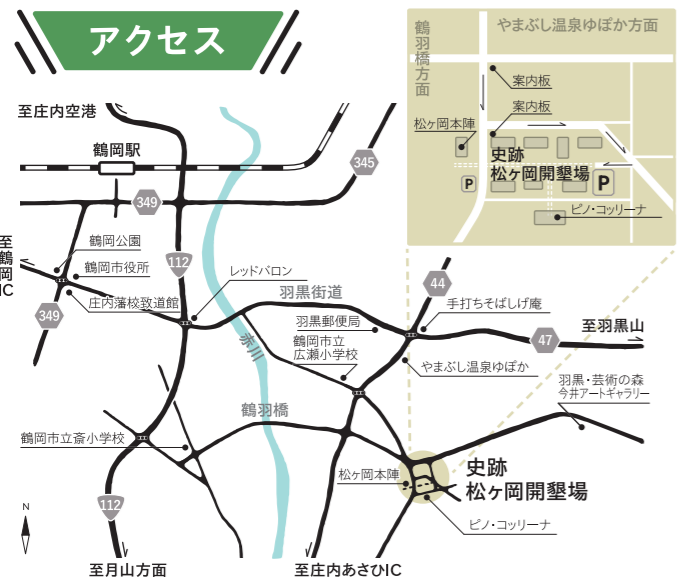 アクセス
鶴羽橋方面
やまぶし温泉ゆぽか方面
案内板
案内板
松ヶ岡本陣
史跡
松ヶ岡開墾場
P
P
ピノ・コッリーナ
至庄内空港
鶴岡駅
345
349
至鶴岡IC
鶴岡公園
鶴岡市役所
庄内藩校致道館
112
レッドバロン
349
羽黒街道
44
手打ちそばしげ庵
羽黒郵便局
47
至羽黒山
赤川
鶴岡市立
広瀬小学校
やまぶし温泉ゆぽか
羽黒・芸術の森
今井アートギャラリー
鶴羽橋
鶴岡市立斎小学校
松ヶ岡本陣
史跡
松ヶ岡開墾場
112
ピノ・コッリーナ
N
至月山方面
至庄内あさひIC